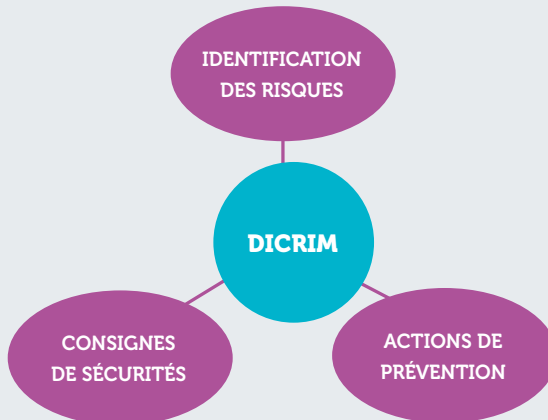 IDENTIFICATION
DES RISQUES
DICRIM
CONSIGNES
DE SÉCURITÉS
ACTIONS DE
PRÉVENTION